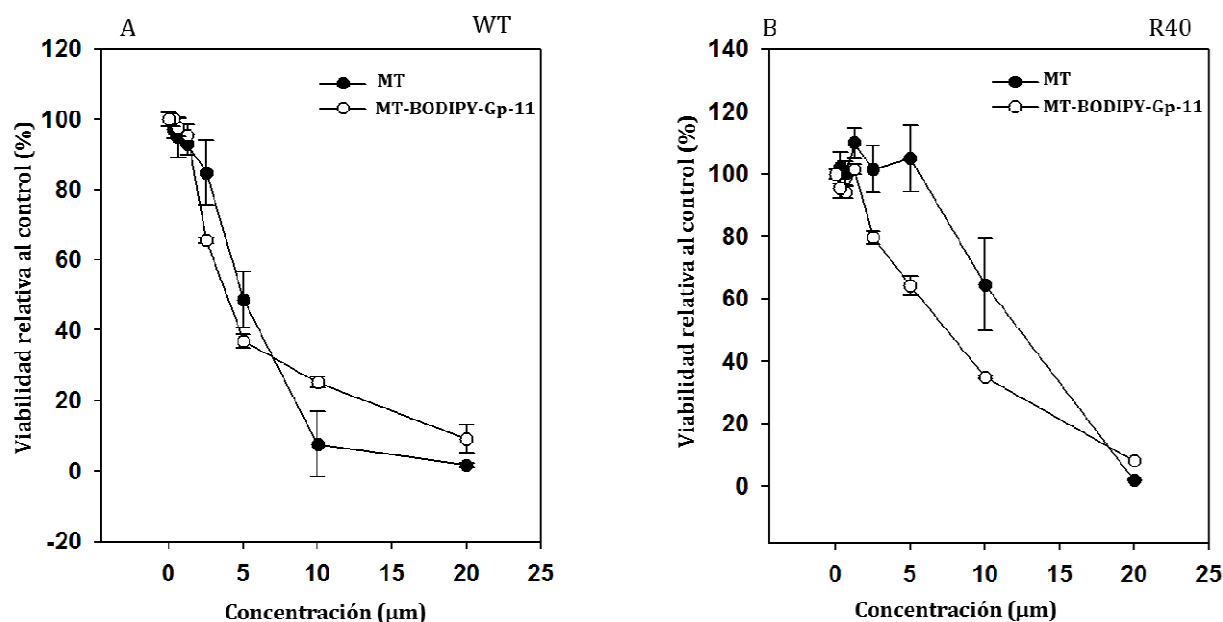 A
WT
120
100
80
60
40
20
0
-20
MT
MT-BODIPY-Gp-11
Viabilidad relativa al control (%)
0 5 10 15 20 25
Concentración (µm)
B
R40
140
120
100
80
60
40
20
0
MT
MT-BODIPY-Gp-11
Viabilidad relativa al control (%)
0 5 10 15 20 25
Concentración (µm)